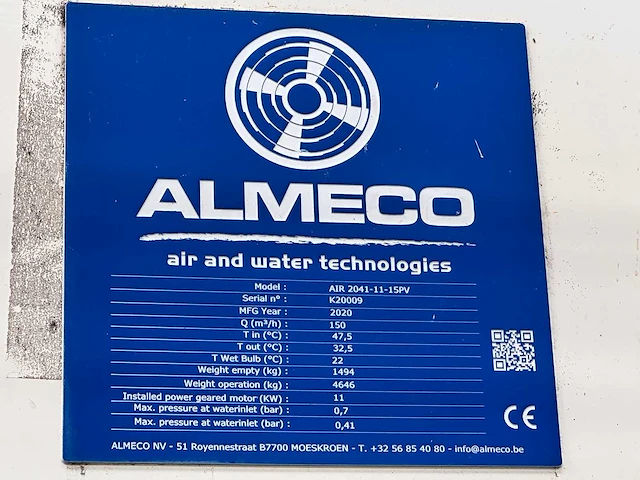 ALMECO
air and water technologies
Model : AIR 2041-11-15PV
Serial n° : K20009
MFG Year : 2020
Q (m³/h) : 150
T in (°C) : 47,5
T out (°C) : 32,5
T Wet Bulb (°C) : 22
Weight empty (kg) : 1494
Weight operation (kg) : 4646
Installed power geared motor (KW) : 11
Max. pressure at waterinlet (bar) : 0,7
Max. pressure at waterinlet (bar) : 0,41
CE
ALMECO NV - 51 Royennestraat B7700 MOESKROEN - T. +32 56 85 40 80 - info@almeco.be